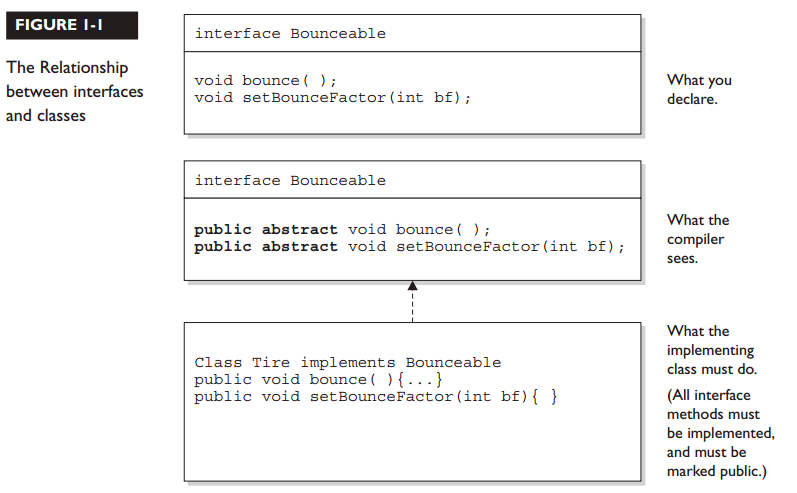 FIGURE 1-1
The Relationship
between interfaces
and classes
interface Bounceable
void bounce( );
void setBounceFactor(int bf);
What you
declare.
interface Bounceable
public abstract void bounce( );
public abstract void setBounceFactor(int bf);
What the
compiler
sees.
Class Tire implements Bounceable
public void bounce( ){...}
public void setBounceFactor(int bf){ }
What the
implementing
class must do.
(All interface
methods must
be implemented,
and must be
marked public.)